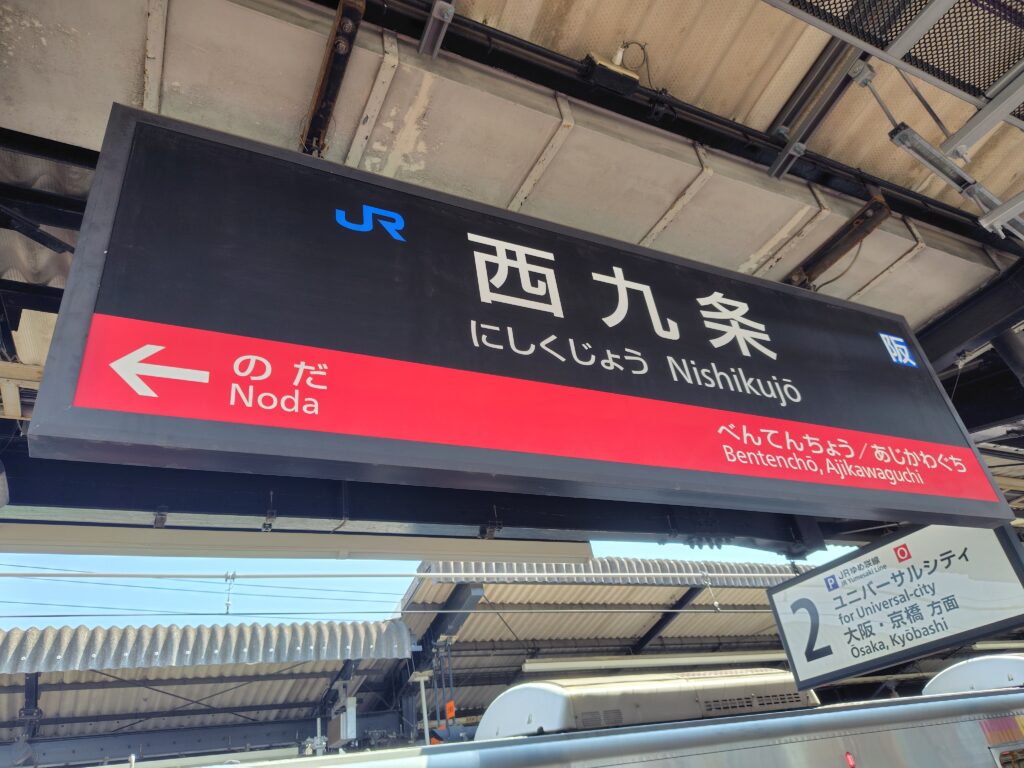 JR
西九条
阪
にしくじょう Nishikujō
← のだ
Noda
べんてんちょう/あじかわぐち
Bentenchō, Ajikawaguchi
2
P JRゆめ咲線 O
JR Yumesaki Line
ユニバーサルシティ
for Universal-city
大阪・京橋 方面
Ōsaka, Kyōbashi